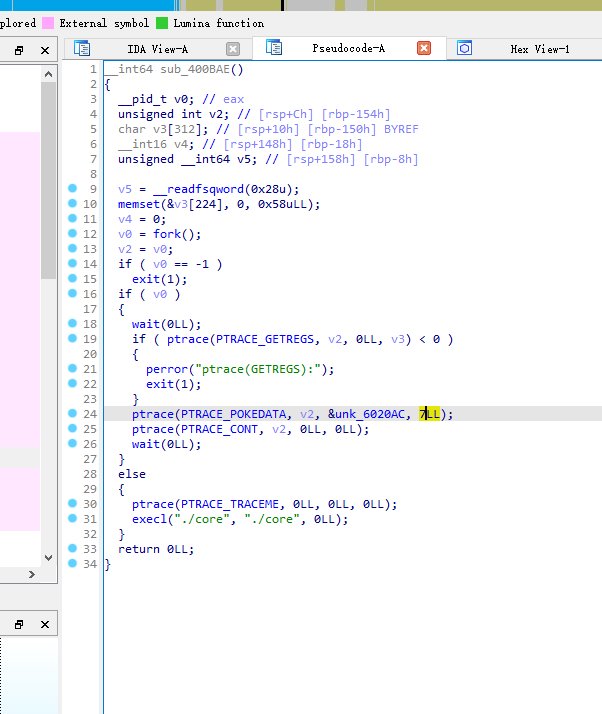 plored External symbol Lumina function
IDA View-A Pseudocode-A Hex View-1
1 __int64 sub_400BAE()
2 {
3   __pid_t v0; // eax
4   unsigned int v2; // [rsp+Ch] [rbp-154h]
5   char v3[312]; // [rsp+10h] [rbp-150h] BYREF
6   __int16 v4; // [rsp+148h] [rbp-18h]
7   unsigned __int64 v5; // [rsp+158h] [rbp-8h]
8
9   v5 = __readfsqword(0x28u);
10   memset(&v3[224], 0, 0x58uLL);
11   v4 = 0;
12   v0 = fork();
13   v2 = v0;
14   if ( v0 == -1 )
15     exit(1);
16   if ( v0 )
17   {
18     wait(0LL);
19     if ( ptrace(PTRACE_GETREGS, v2, 0LL, v3) < 0 )
20     {
21       perror("ptrace(GETREGS):");
22       exit(1);
23     }
24     ptrace(PTRACE_POKEDATA, v2, &unk_6020AC, 7LL);
25     ptrace(PTRACE_CONT, v2, 0LL, 0LL);
26     wait(0LL);
27   }
28   else
29   {
30     ptrace(PTRACE_TRACEME, 0LL, 0LL, 0LL);
31     execl("./core", "./core", 0LL);
32   }
33   return 0LL;
34 }